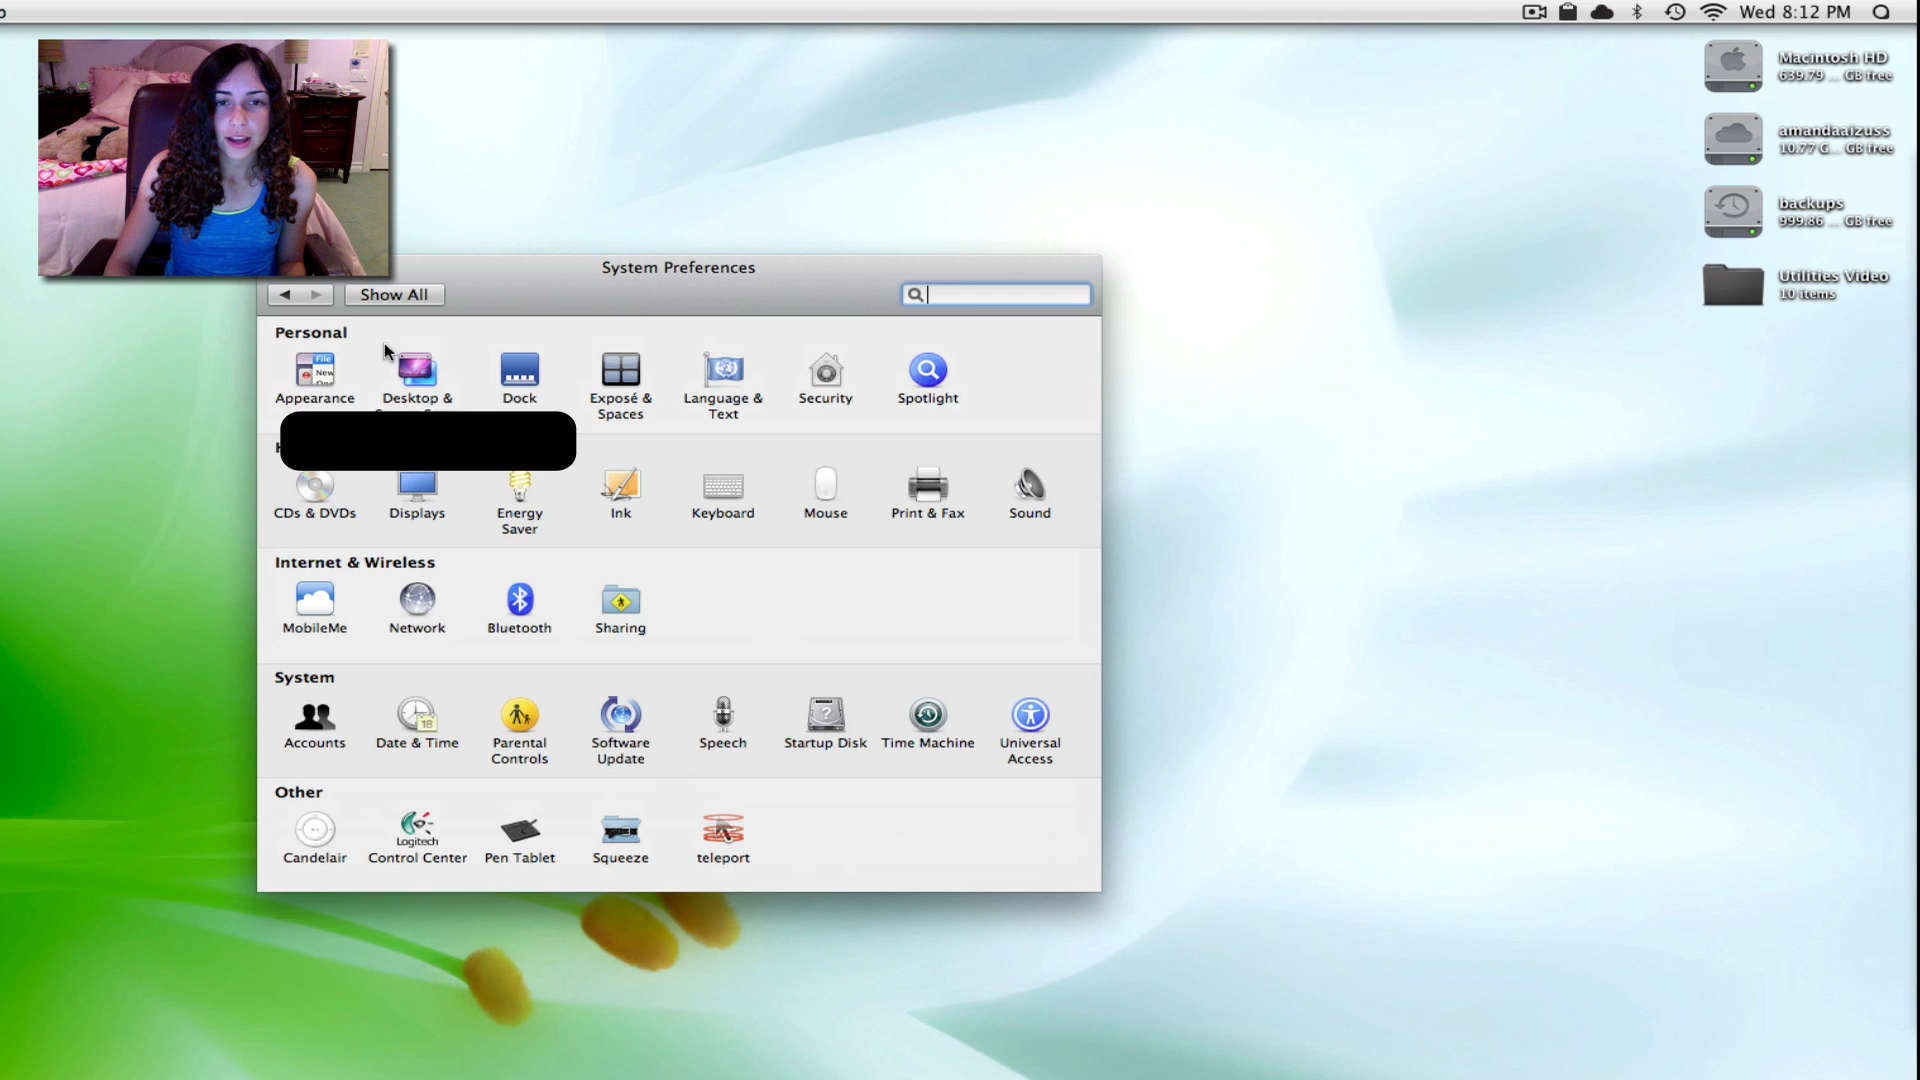 Wed 8:12 PM
Macintosh HD
639.79 ... GB free
amandaaizuss
10.77 G... GB free
backups
999.86 ... GB free
Utilities Video
10 items
System Preferences
Show All
Personal
File
New
Appearance
Desktop &
Dock
Exposé &
Spaces
Language &
Text
Security
Spotlight
CDs & DVDs
Displays
Energy
Saver
Ink
Keyboard
Mouse
Print & Fax
Sound
Internet & Wireless
MobileMe
Network
Bluetooth
Sharing
System
18
Accounts
Date & Time
Parental
Controls
Software
Update
Speech
Startup Disk
Time Machine
Universal
Access
Other
Candelair
Logitech
Control Center
Pen Tablet
Squeeze
teleport